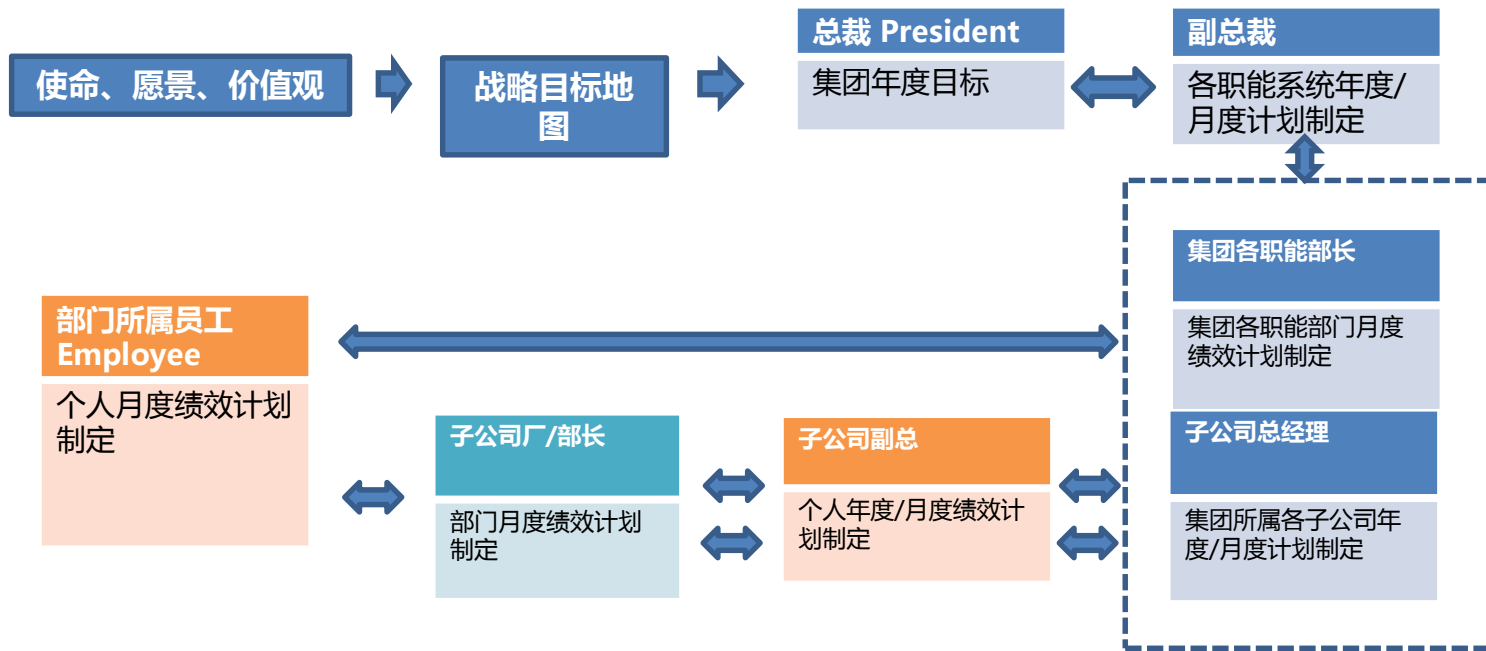 使命、愿景、价值观
战略目标地
图
总裁 President
集团年度目标
副总裁
各职能系统年度/
月度计划制定
集团各职能部长
集团各职能部门月度
绩效计划制定
子公司总经理
集团所属各子公司年
度/月度计划制定
子公司副总
个人年度/月度绩效计
划制定
子公司厂/部长
部门月度绩效计划
制定
部门所属员工
Employee
个人月度绩效计划
制定